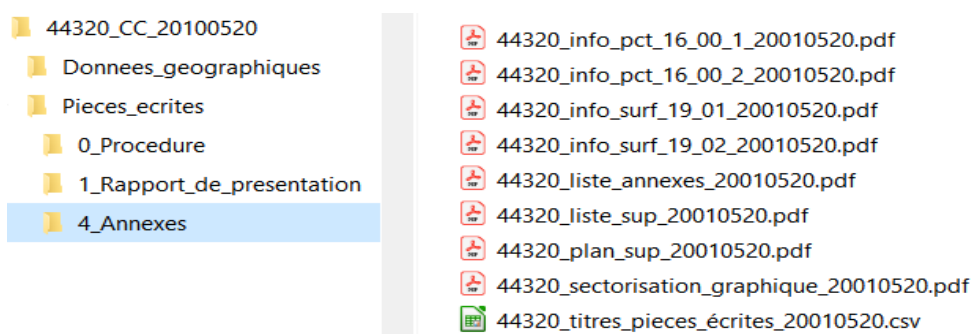 44320_CC_20100520
Donnees_geographiques
Pieces_ecrites
0_Procedure
1_Rapport_de_presentation
4_Annexes
44320_info_pct_16_00_1_20010520.pdf
44320_info_pct_16_00_2_20010520.pdf
44320_info_surf_19_01_20010520.pdf
44320_info_surf_19_02_20010520.pdf
44320_liste_annexes_20010520.pdf
44320_liste_sup_20010520.pdf
44320_plan_sup_20010520.pdf
44320_sectorisation_graphique_20010520.pdf
44320_titres_pieces_écrites_20010520.csv